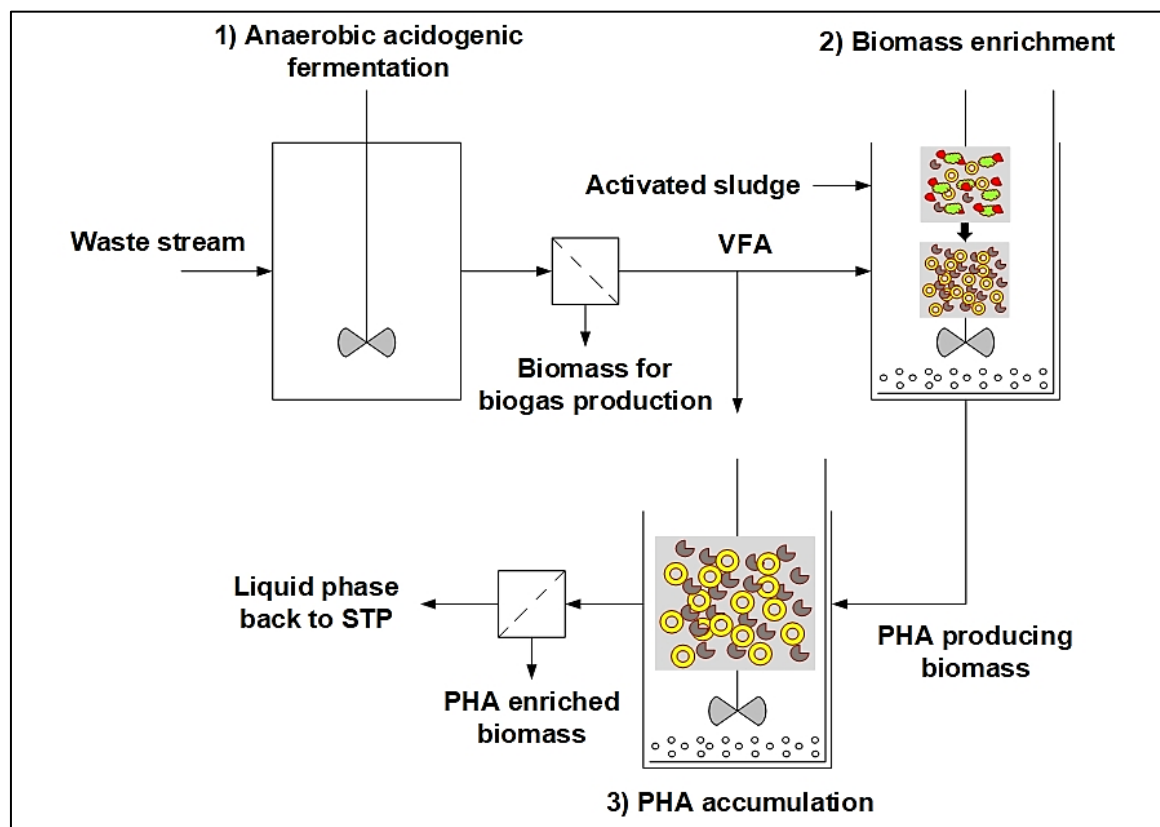 1) Anaerobic acidogenic
fermentation
2) Biomass enrichment
Activated sludge
Waste stream
VFA
Biomass for
biogas production
Liquid phase
back to STP
PHA producing
biomass
PHA enriched
biomass
3) PHA accumulation